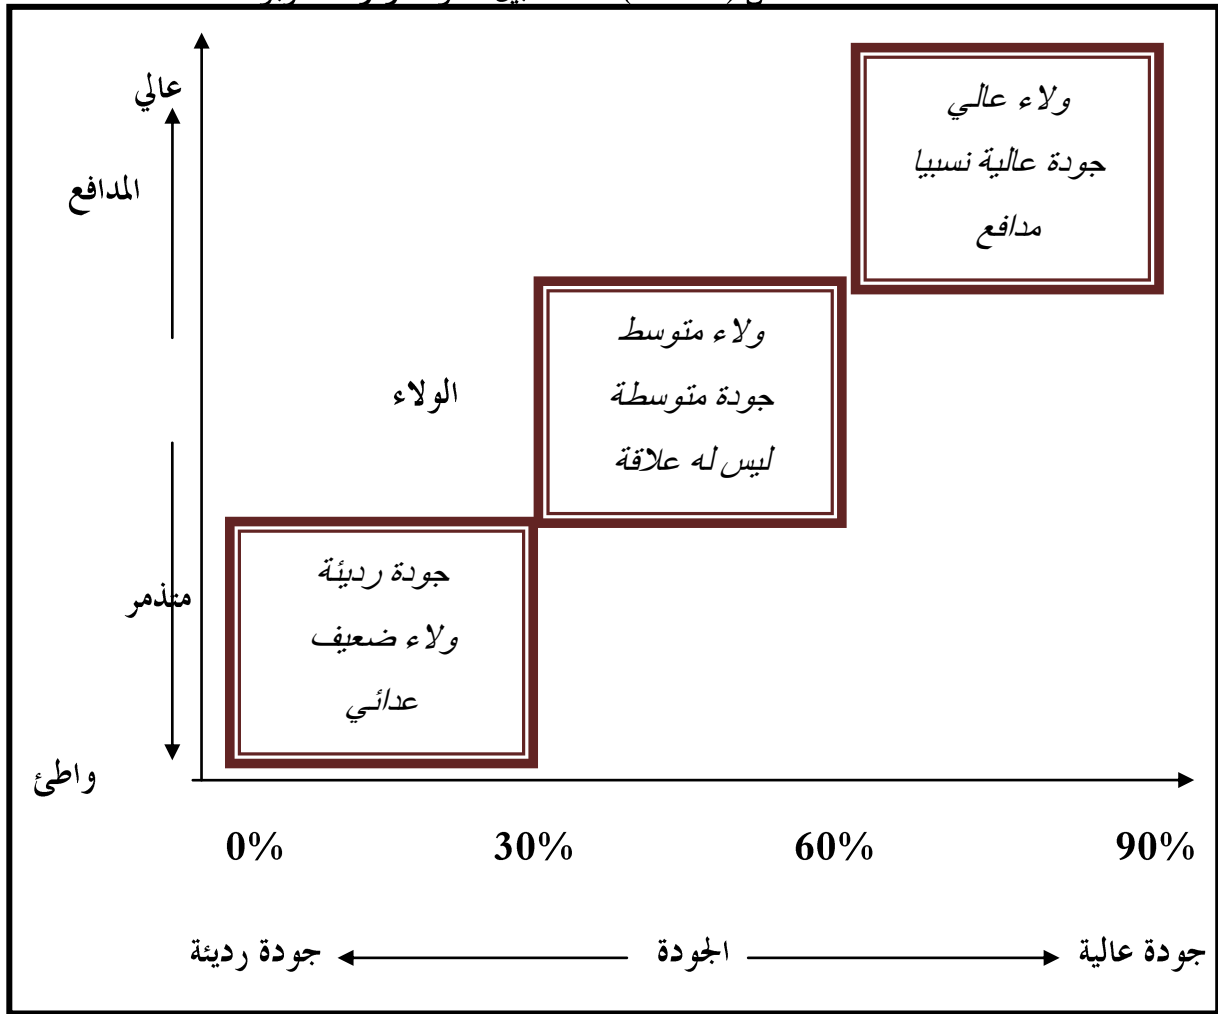 عالي
المدافع
ولاء عالي
جودة عالية نسبيا
مدافع
ولاء متوسط
جودة متوسطة
ليس له علاقة
الولاء
جودة رديئة
ولاء ضعيف
عدائي
متذمر
واطئ
0% 30% 60% 90%
جودة عالية الجودة جودة رديئة